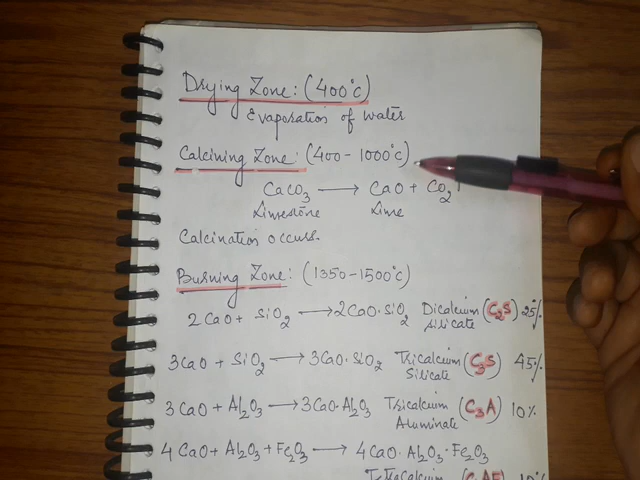 Drying Zone: (400°C)
Evaporation of water
Calcining Zone: (400-1000°C)
CaCO₃ ⟶ CaO + CO₂↑
Limestone Lime
Calcination occurs.
Burning Zone: (1350-1500°C)
2CaO + SiO₂ ⟶ 2CaO·SiO₂ Dicalcium (C₂S) 25%
Silicate
3CaO + SiO₂ ⟶ 3CaO·SiO₂ Tricalcium (C₃S) 45%
Silicate
3CaO + Al₂O₃ ⟶ 3CaO·Al₂O₃ Tricalcium (C₃A) 10%
Aluminate
4CaO + Al₂O₃ + Fe₂O₃ ⟶ 4CaO·Al₂O₃·Fe₂O₃